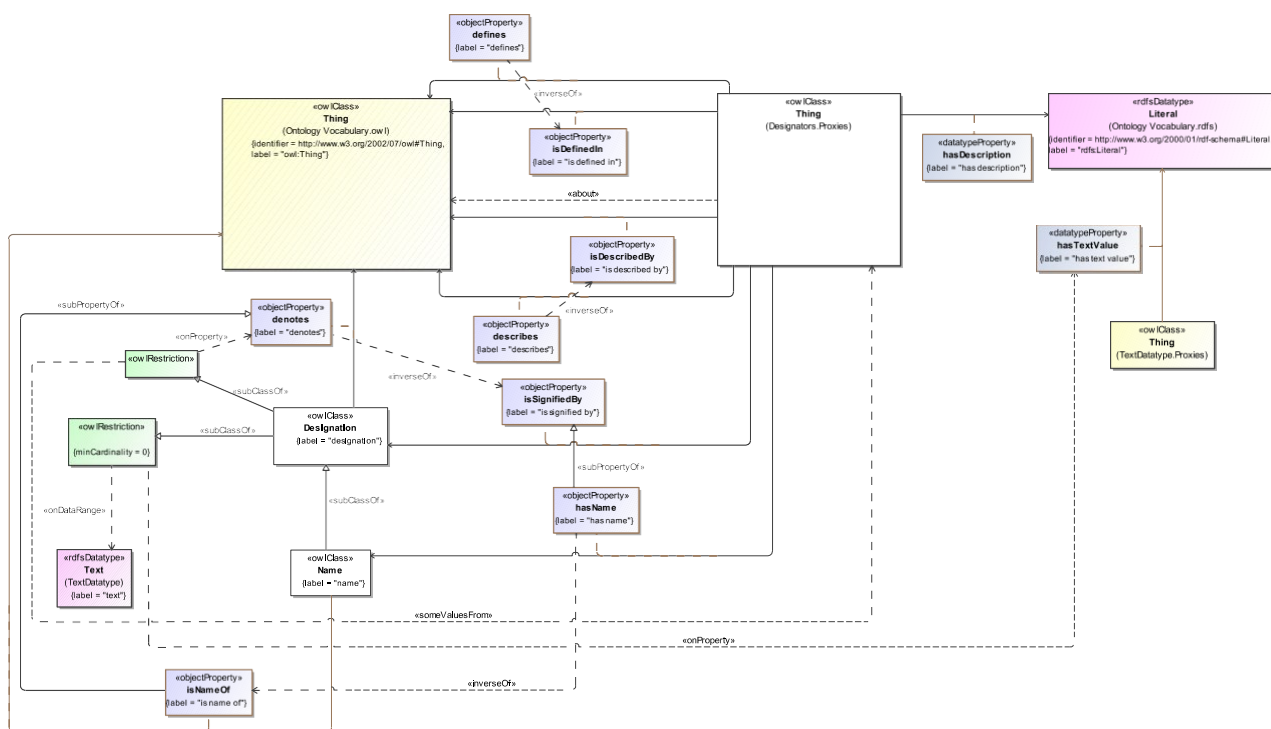 «objectProperty»
defines
{label = "defines"}
«inverseOf»
«objectProperty»
isDefinedIn
{label = "is defined in"}
«owlClass»
Thing
(Ontology Vocabulary.owl)
{identifier = http://www.w3.org/2002/07/owl#Thing,
label = "owl:Thing"}
«owlClass»
Thing
(Designators.Proxies)
«rdfsDatatype»
Literal
(Ontology Vocabulary.rdfs)
{identifier = http://www.w3.org/2000/01/rdf-schema#Literal
label = "rdfs:Literal"}
«datatypeProperty»
hasDescription
{label = "has description"}
«about»
«objectProperty»
isDescribedBy
{label = "is described by"}
«datatypeProperty»
hasTextValue
{label = "has text value"}
«inverseOf»
«objectProperty»
describes
{label = "describes"}
«subPropertyOf»
«objectProperty»
denotes
{label = "denotes"}
«onProperty»
«owlRestriction»
«inverseOf»
«owlClass»
Thing
(TextDatatype.Proxies)
«subClassOf»
«objectProperty»
isSignifiedBy
{label = "is signified by"}
«owlClass»
Designation
{label = "designation"}
«subClassOf»
«owlRestriction»
{minCardinality = 0}
«subPropertyOf»
«subClassOf»
«objectProperty»
hasName
{label = "has name"}
«onDataRange»
«rdfsDatatype»
Text
(TextDatatype)
{label = "text"}
«owlClass»
Name
{label = "name"}
«someValuesFrom»
«onProperty»
«objectProperty»
isNameOf
{label = "is name of"}
«inverseOf»